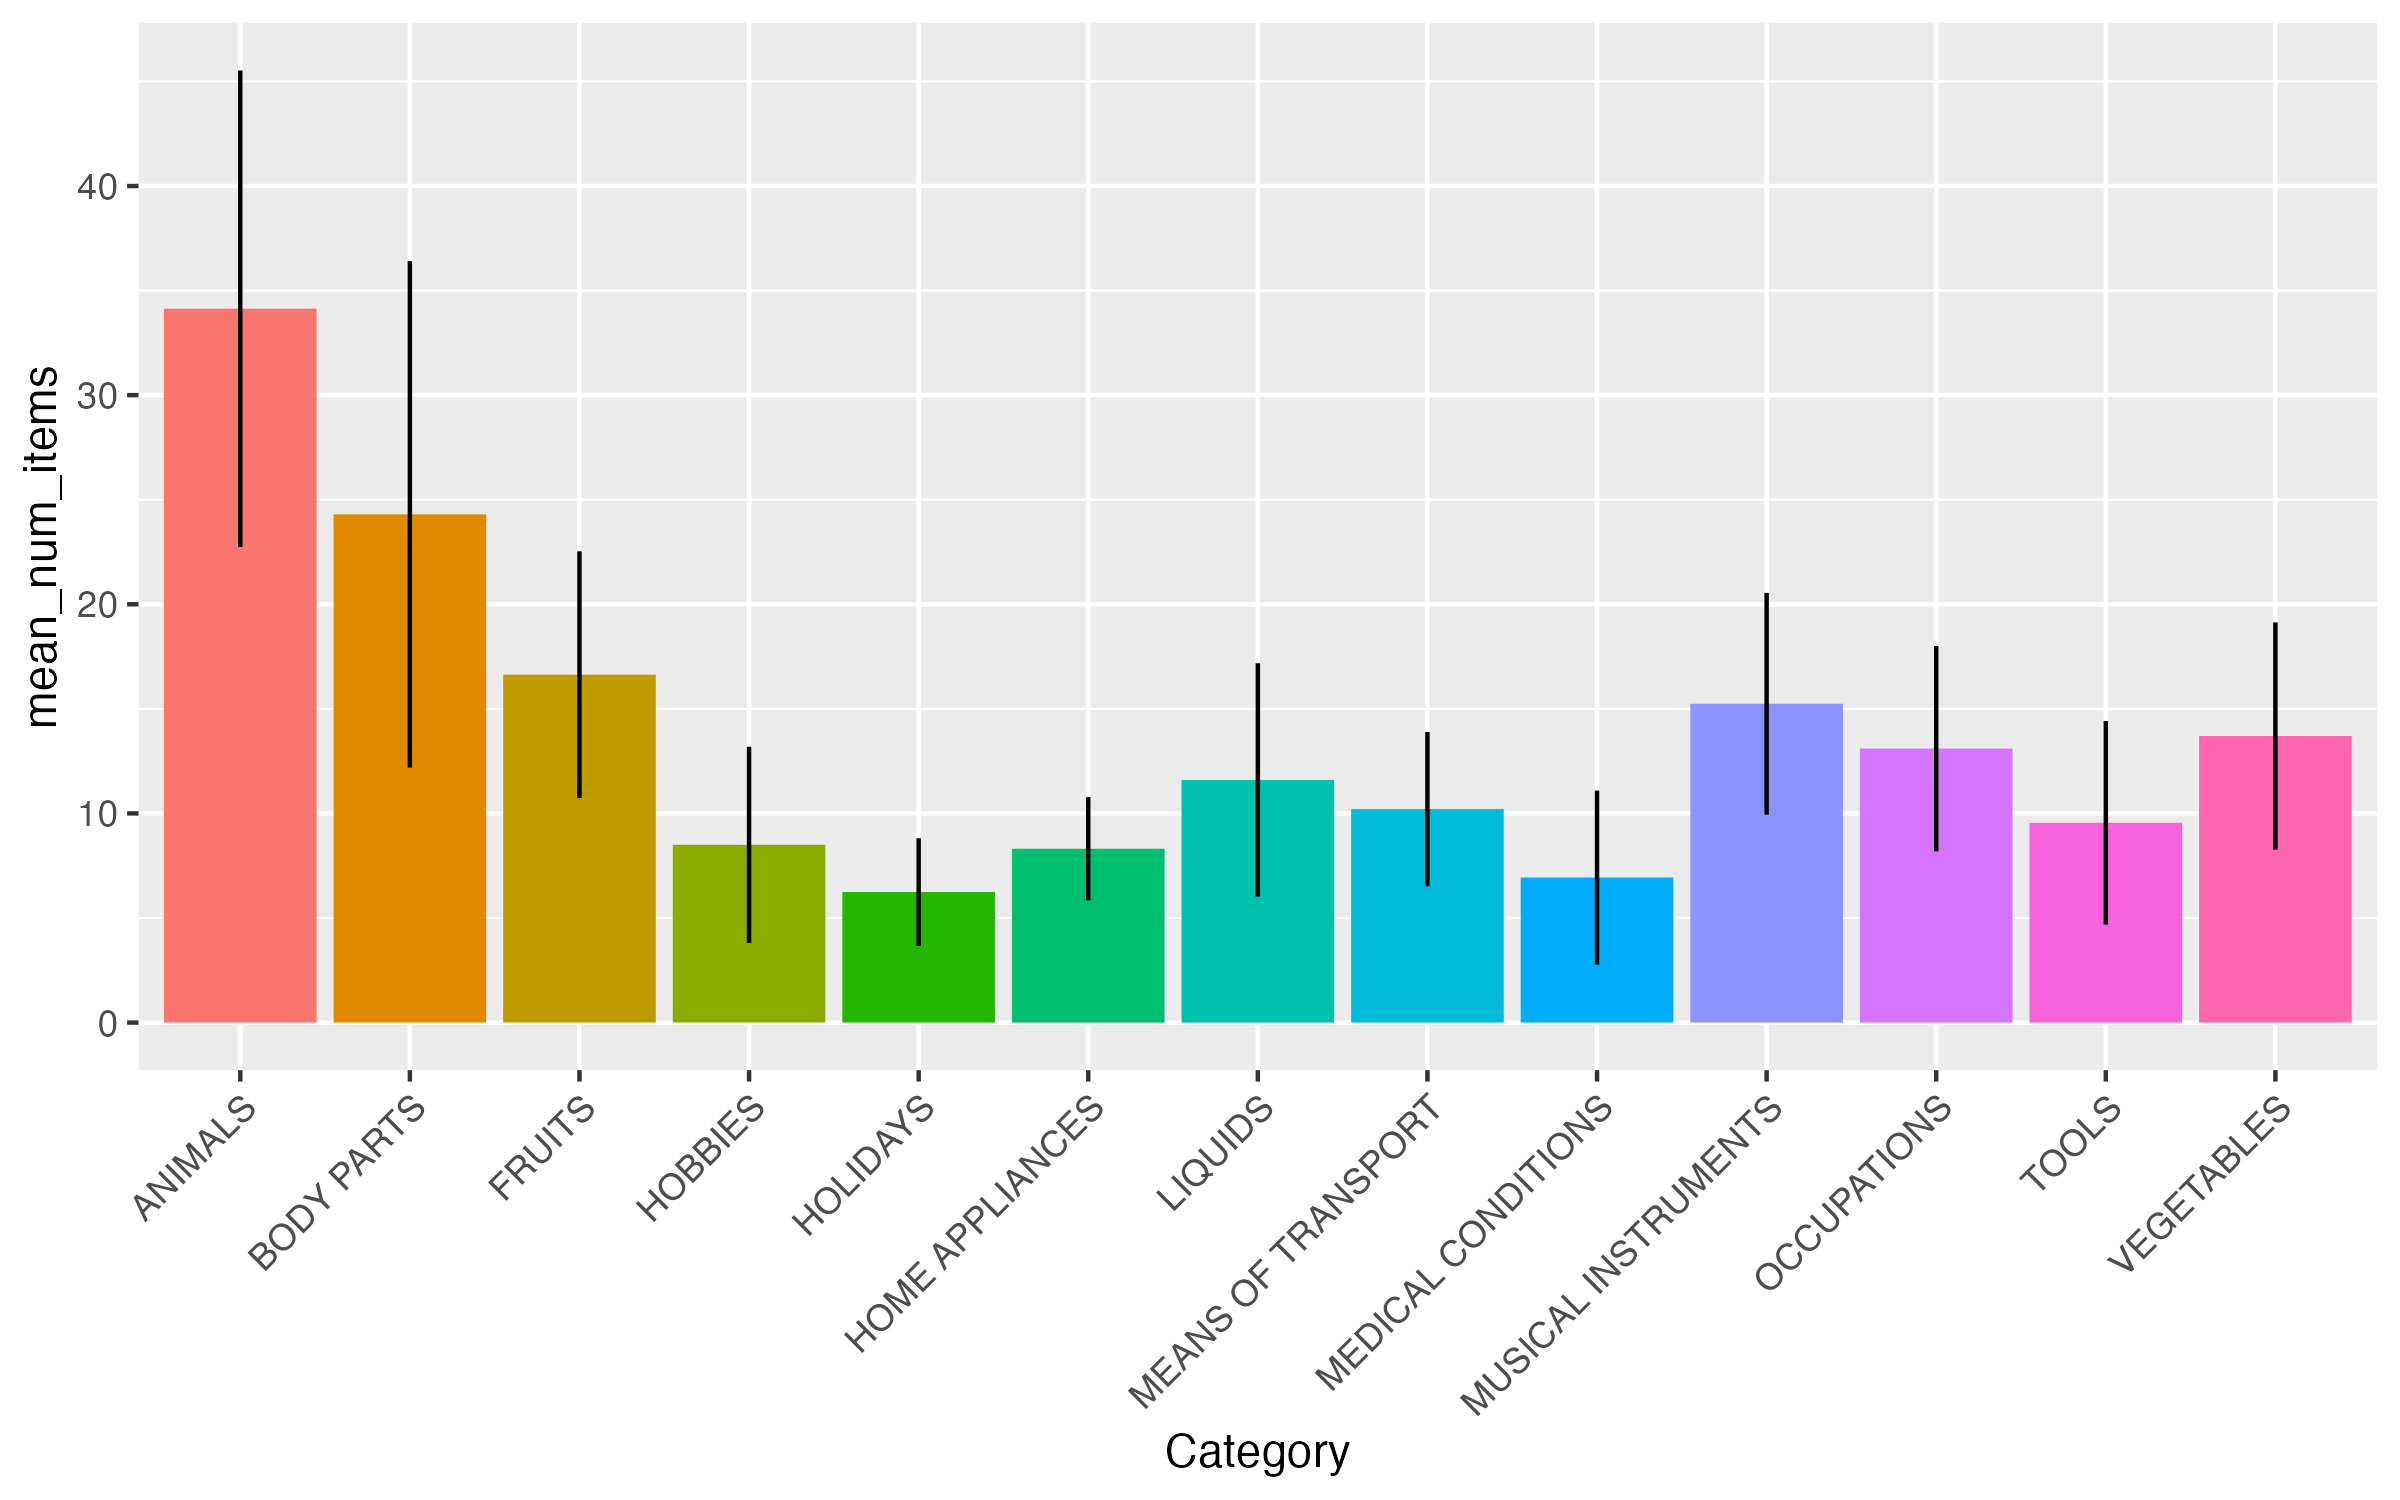 mean_num_items
40
30
20
10
0
ANIMALS
BODY PARTS
FRUITS
HOBBIES
HOLIDAYS
HOME APPLIANCES
LIQUIDS
MEANS OF TRANSPORT
MEDICAL CONDITIONS
MUSICAL INSTRUMENTS
OCCUPATIONS
TOOLS
VEGETABLES
Category